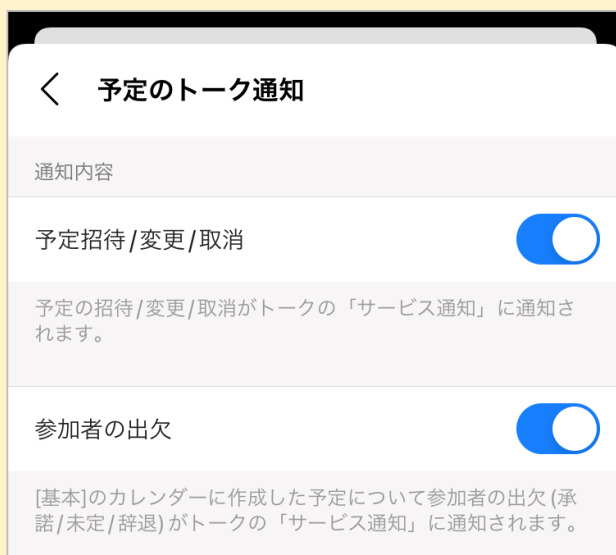 予定のトーク通知
通知内容
予定招待/変更/取消
予定の招待/変更/取消がトークの「サービス通知」に通知さ
れます。
参加者の出欠
[基本]のカレンダーに作成した予定について参加者の出欠(承
諾/未定/辞退)がトークの「サービス通知」に通知されます。